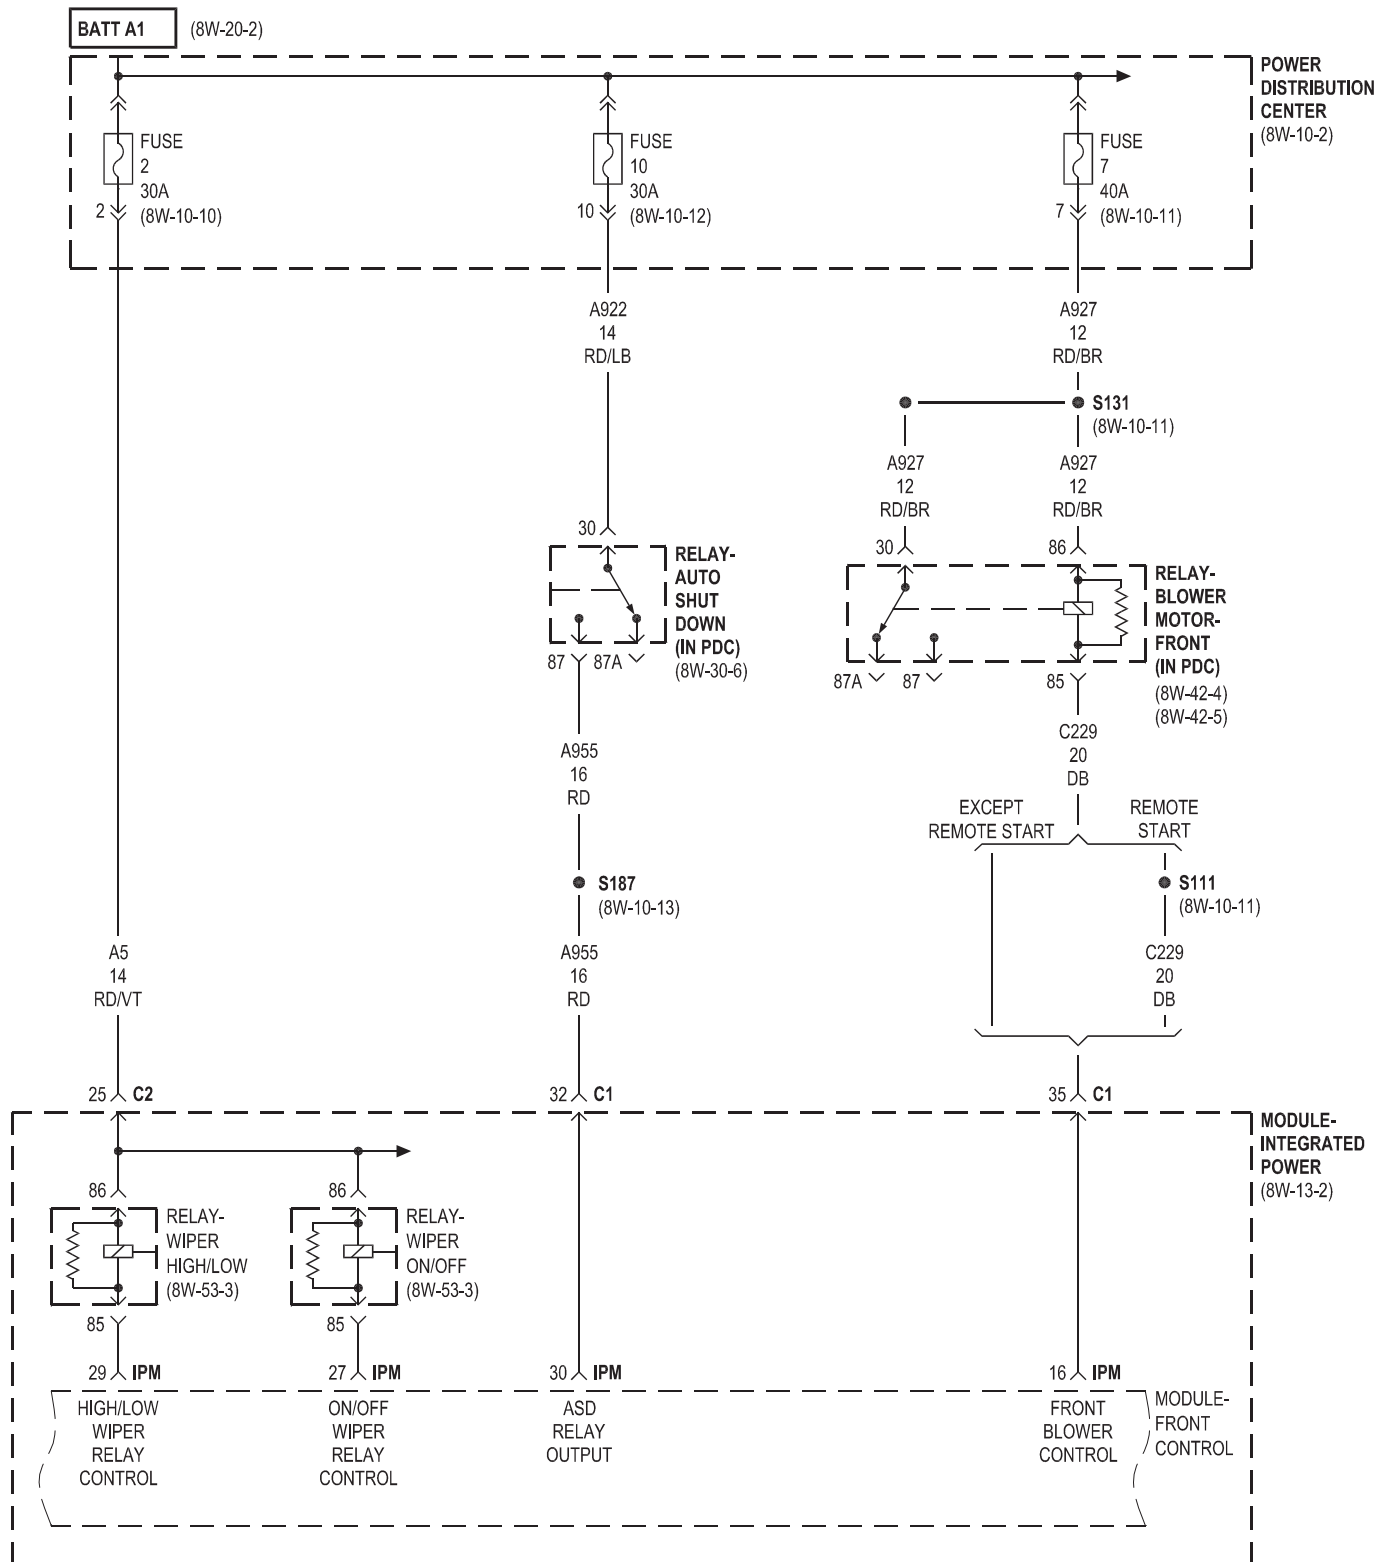 BATT A1 (8W-20-2)
POWER
DISTRIBUTION
CENTER
(8W-10-2)
FUSE
2
30A
2 (8W-10-10)
FUSE
10
30A
10 (8W-10-12)
FUSE
7
40A
7 (8W-10-11)
A922
14
RD/LB
A927
12
RD/BR
S131
(8W-10-11)
A927
12
RD/BR
A927
12
RD/BR
30
RELAY-
AUTO
SHUT
DOWN
(IN PDC)
(8W-30-6)
87 87A
30 86
RELAY-
BLOWER
MOTOR-
FRONT
(IN PDC)
(8W-42-4)
(8W-42-5)
87A 87 85
A955
16
RD
C229
20
DB
EXCEPT
REMOTE START
REMOTE
START
S187
(8W-10-13)
S111
(8W-10-11)
A5
14
RD/VT
A955
16
RD
C229
20
DB
25 C2
32 C1
35 C1
MODULE-
INTEGRATED
POWER
(8W-13-2)
86
RELAY-
WIPER
HIGH/LOW
(8W-53-3)
85
86
RELAY-
WIPER
ON/OFF
(8W-53-3)
85
29 IPM
27 IPM
30 IPM
16 IPM
HIGH/LOW
WIPER
RELAY
CONTROL
ON/OFF
WIPER
RELAY
CONTROL
ASD
RELAY
OUTPUT
FRONT
BLOWER
CONTROL
MODULE-
FRONT
CONTROL